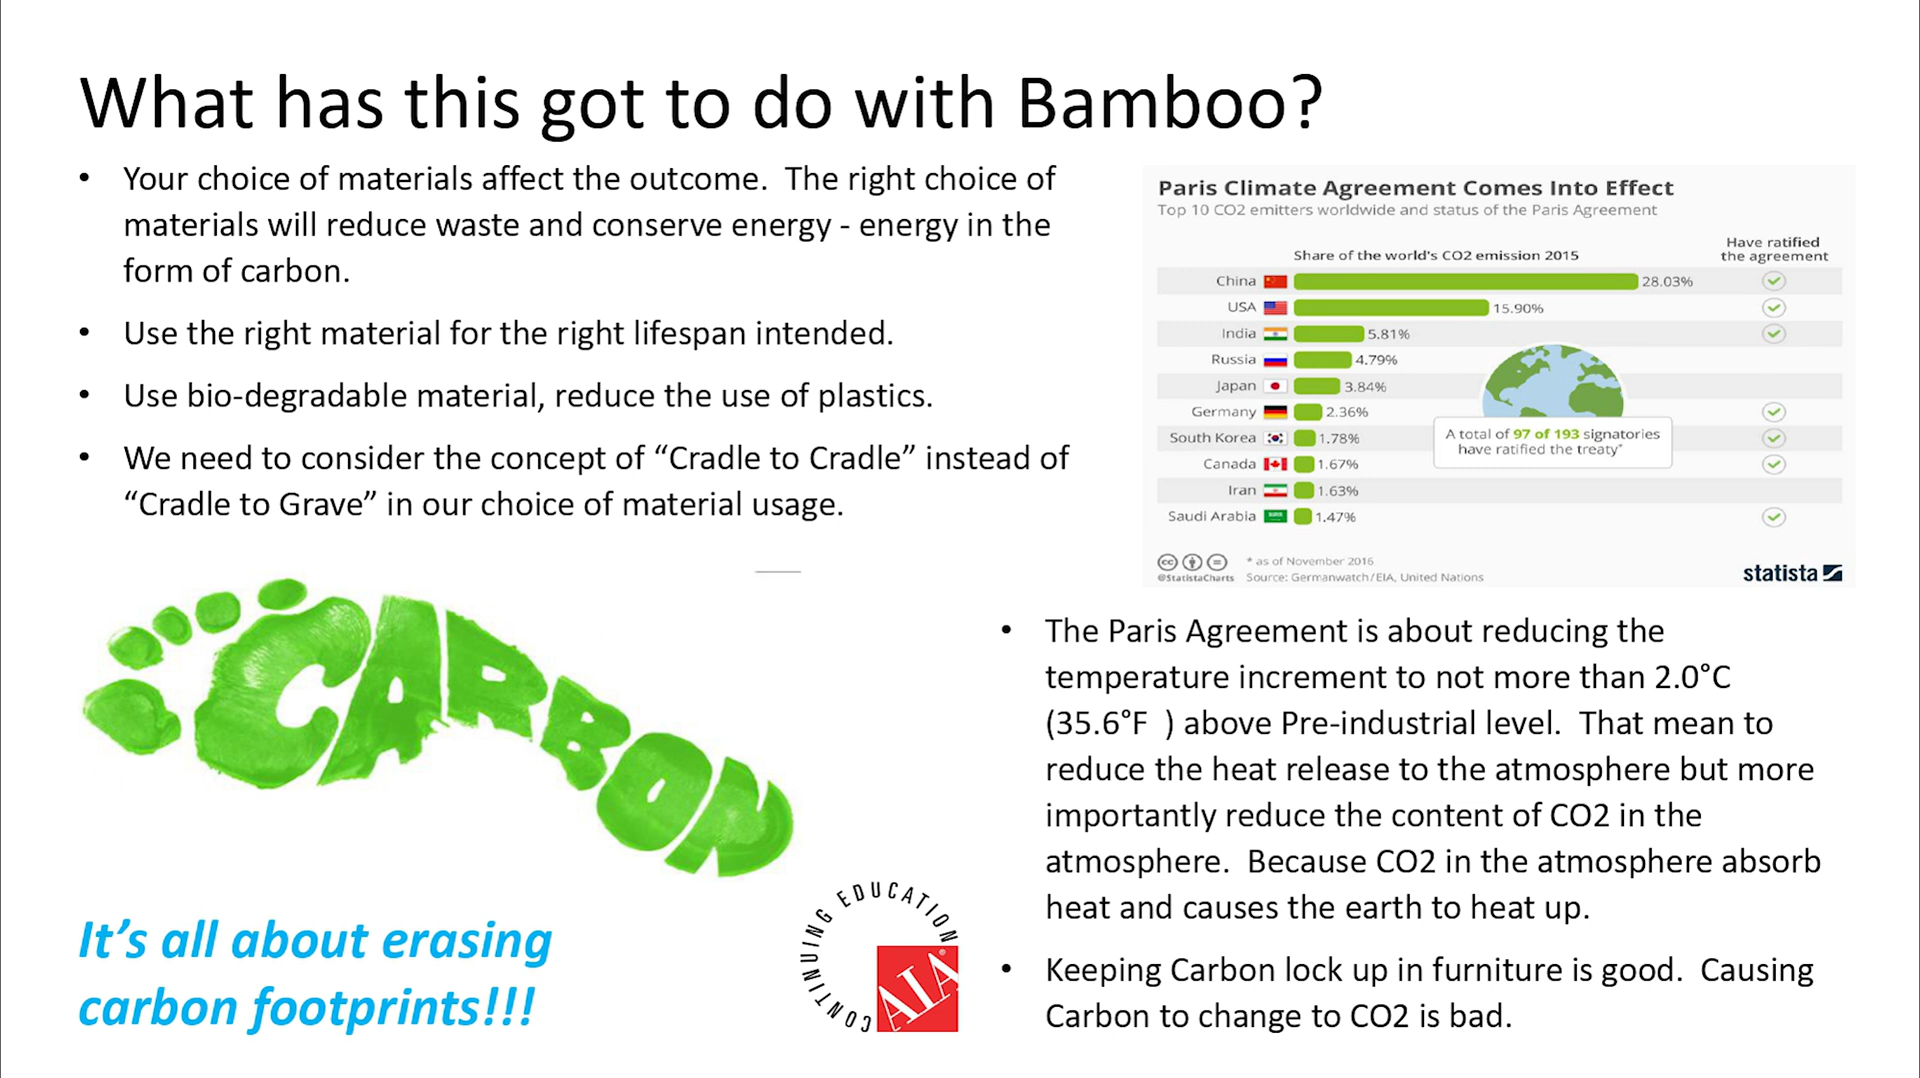 What has this got to do with Bamboo?
• Your choice of materials affect the outcome.  The right choice of
materials will reduce waste and conserve energy - energy in the
form of carbon.
• Use the right material for the right lifespan intended.
• Use bio-degradable material, reduce the use of plastics.
• We need to consider the concept of “Cradle to Cradle” instead of
“Cradle to Grave” in our choice of material usage.
CARBON
It’s all about erasing
carbon footprints!!!
CONTINUING EDUCATION
AIA®
Paris Climate Agreement Comes Into Effect
Top 10 CO2 emitters worldwide and status of the Paris Agreement
Share of the world's CO2 emission 2015
Have ratified
the agreement
China 28.03%
USA 15.90%
India 5.81%
Russia 4.79%
Japan 3.84%
Germany 2.36%
South Korea 1.78%
Canada 1.67%
Iran 1.63%
Saudi Arabia 1.47%
A total of 97 of 193 signatories
have ratified the treaty*
cc
@StatistaCharts
* as of November 2016
Source: Germanwatch/EIA, United Nations
statista
• The Paris Agreement is about reducing the
temperature increment to not more than 2.0°C
(35.6°F  ) above Pre-industrial level.  That mean to
reduce the heat release to the atmosphere but more
importantly reduce the content of CO2 in the
atmosphere.  Because CO2 in the atmosphere absorb
heat and causes the earth to heat up.
• Keeping Carbon lock up in furniture is good.  Causing
Carbon to change to CO2 is bad.